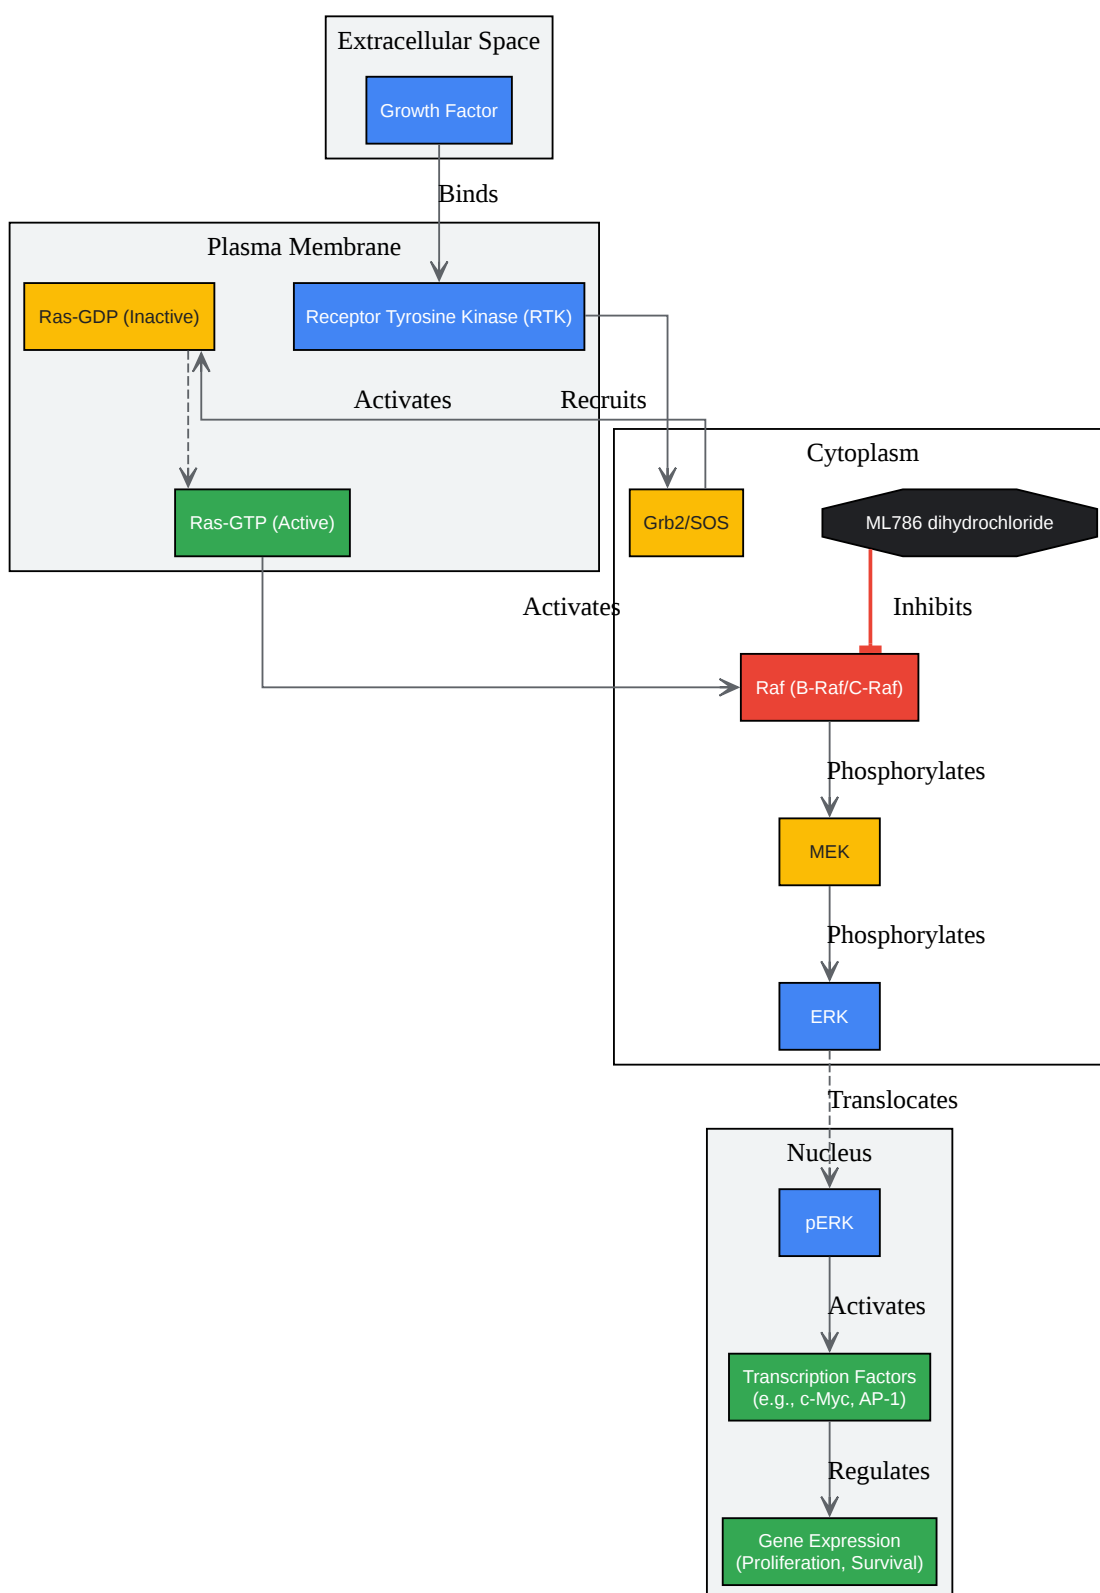 Extracellular Space
Growth Factor
Binds
Plasma Membrane
Ras-GDP (Inactive)
Receptor Tyrosine Kinase (RTK)
Activates
Recruits
Cytoplasm
Ras-GTP (Active)
Grb2/SOS
ML786 dihydrochloride
Activates
Inhibits
Raf (B-Raf/C-Raf)
Phosphorylates
MEK
Phosphorylates
ERK
Translocates
Nucleus
pERK
Activates
Transcription Factors
(e.g., c-Myc, AP-1)
Regulates
Gene Expression
(Proliferation, Survival)